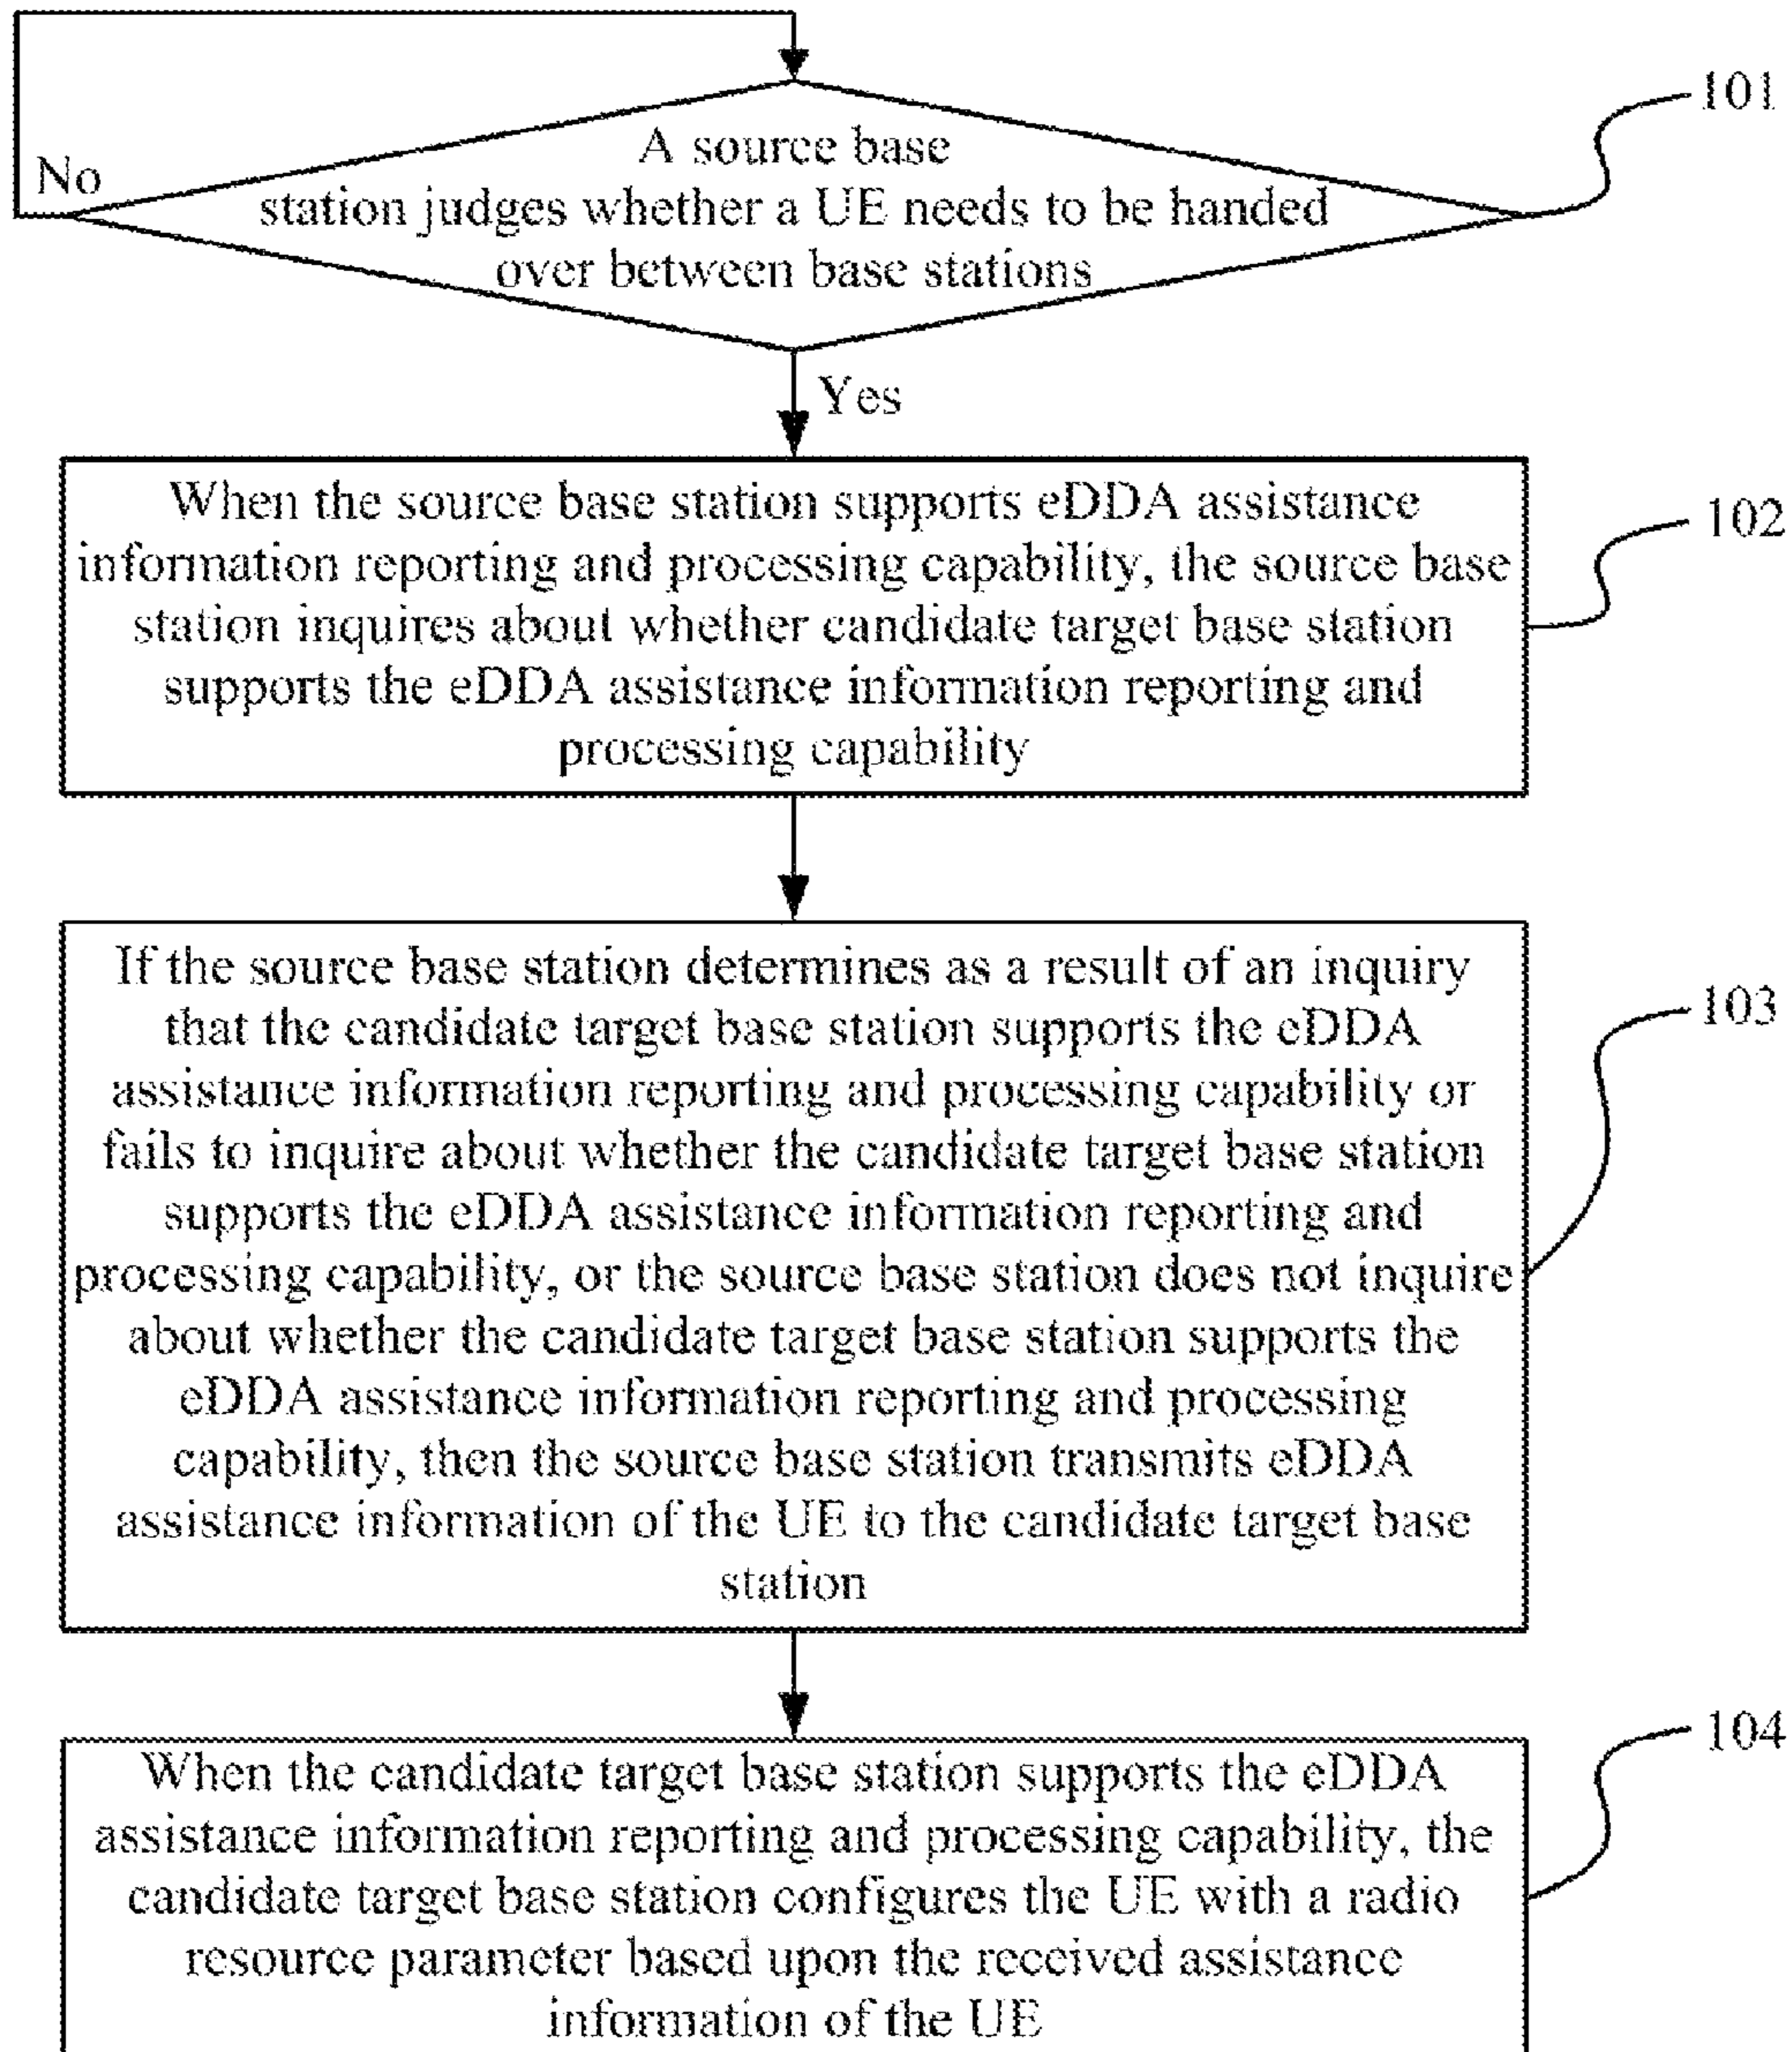 101
A source base
No
station judges whether a UE needs to be handed
over between base stations
Yes
When the source base station supports eDDA assistance
information reporting and processing capability, the source base
station inquires about whether candidate target base station
supports the eDDA assistance information reporting and
processing capability
102
If the source base station determines as a result of an inquiry
that the candidate target base station supports the eDDA
assistance information reporting and processing capability or
fails to inquire about whether the candidate target base station
supports the eDDA assistance information reporting and
processing capability, or the source base station does not inquire
about whether the candidate target base station supports the
eDDA assistance information reporting and processing
capability, then the source base station transmits eDDA
assistance information of the UE to the candidate target base
station
103
When the candidate target base station supports the eDDA
assistance information reporting and processing capability, the
candidate target base station configures the UE with a radio
resource parameter based upon the received assistance
information of the UE
104